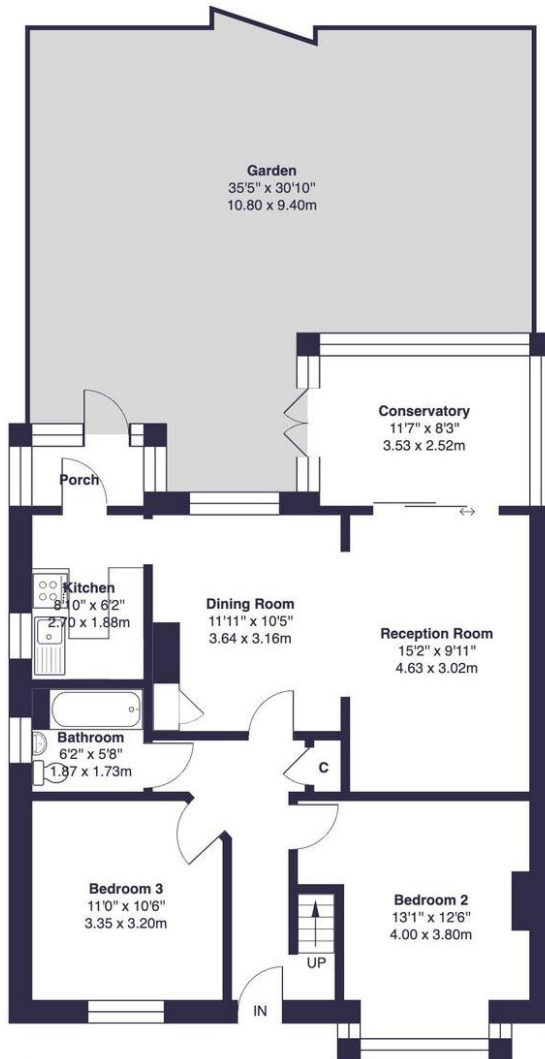 Garden
35'5" x 30'10"
10.80 x 9.40m
Conservatory
11'7" x 8'3"
3.53 x 2.52m
Porch
Kitchen
8'10" x 6'2"
2.70 x 1.88m
Dining Room
11'11" x 10'5"
3.64 x 3.16m
Reception Room
15'2" x 9'11"
4.63 x 3.02m
Bathroom
6'2" x 5'8"
1.87 x 1.73m
C
Bedroom 3
11'0" x 10'6"
3.35 x 3.20m
Bedroom 2
13'1" x 12'6"
4.00 x 3.80m
UP
IN